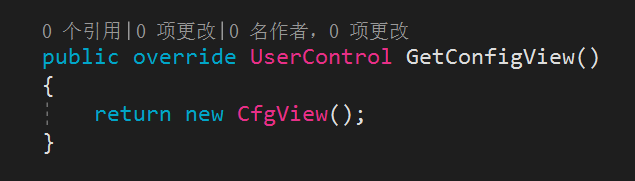 0 个引用|0 项更改|0 名作者，0 项更改
public override UserControl GetConfigView()
{
return new CfgView();
}